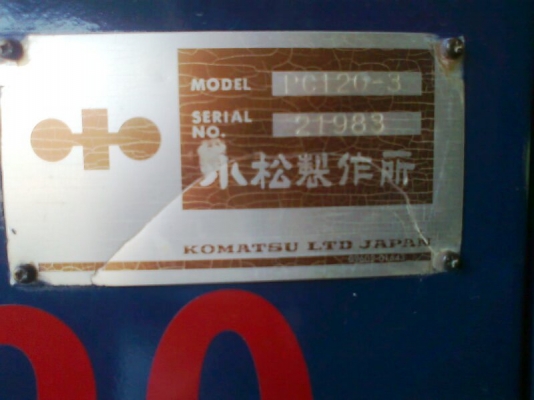 MODEL PC120-3
SERIAL NO. 21983
小松製作所
KOMATSU LTD JAPAN